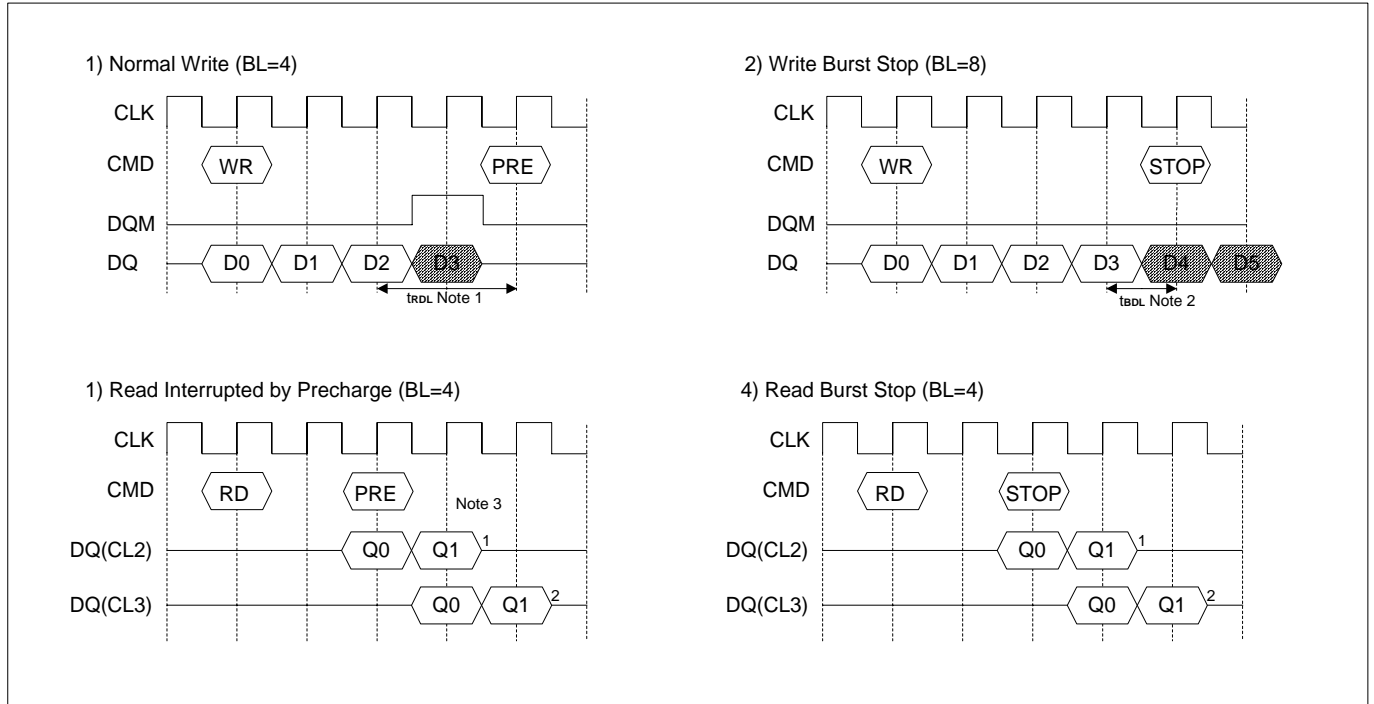 1) Normal Write (BL=4)
CLK
CMD WR PRE
DQM
DQ D0 D1 D2 D3
tRDL Note 1
2) Write Burst Stop (BL=8)
CLK
CMD WR STOP
DQM
DQ D0 D1 D2 D3 D4 D5
tBDL Note 2
1) Read Interrupted by Precharge (BL=4)
CLK
CMD RD PRE
Note 3
DQ(CL2) Q0 Q1 1
DQ(CL3) Q0 Q1 2
4) Read Burst Stop (BL=4)
CLK
CMD RD STOP
DQ(CL2) Q0 Q1 1
DQ(CL3) Q0 Q1 2